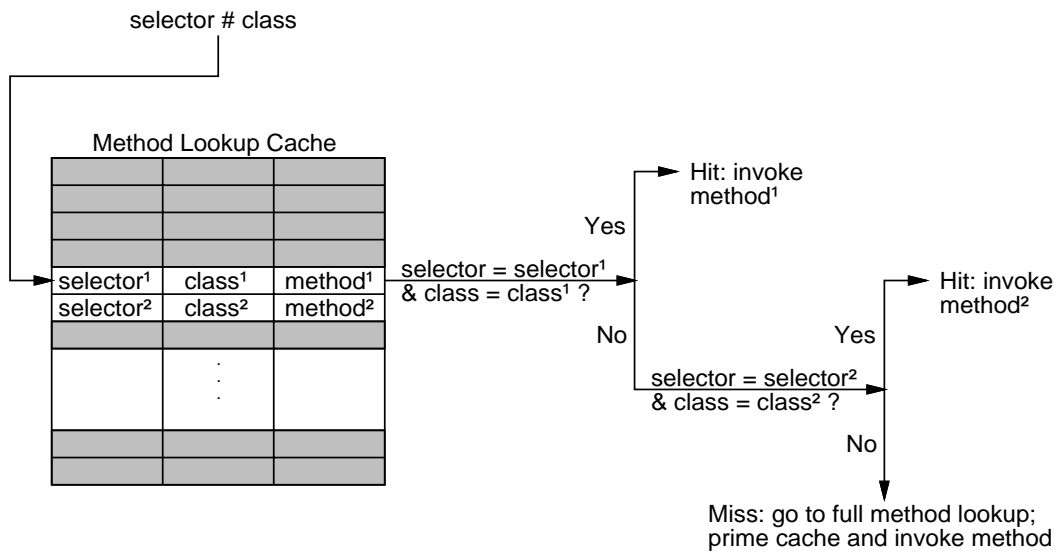 selector # class
Method Lookup Cache
selector¹ class¹ method¹
selector² class² method²
.
.
.
selector = selector¹
& class = class¹ ?
Yes
Hit: invoke
method¹
No
selector = selector²
& class = class² ?
Yes
Hit: invoke
method²
No
Miss: go to full method lookup;
prime cache and invoke method